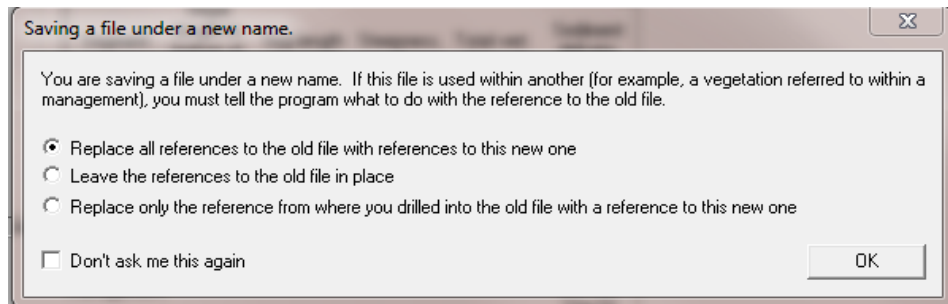 Saving a file under a new name.
You are saving a file under a new name. If this file is used within another (for example, a vegetation referred to within a
management), you must tell the program what to do with the reference to the old file.
Replace all references to the old file with references to this new one
Leave the references to the old file in place
Replace only the reference from where you drilled into the old file with a reference to this new one
Don't ask me this again
OK